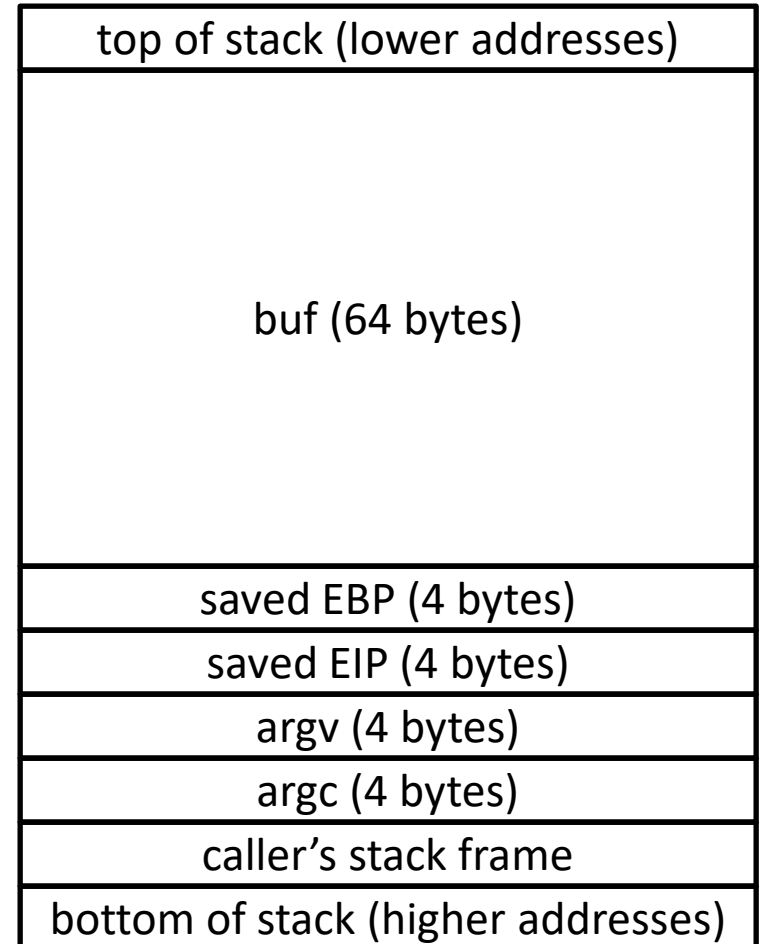 top of stack (lower addresses)
buf (64 bytes)
saved EBP (4 bytes)
saved EIP (4 bytes)
argv (4 bytes)
argc (4 bytes)
caller’s stack frame
bottom of stack (higher addresses)